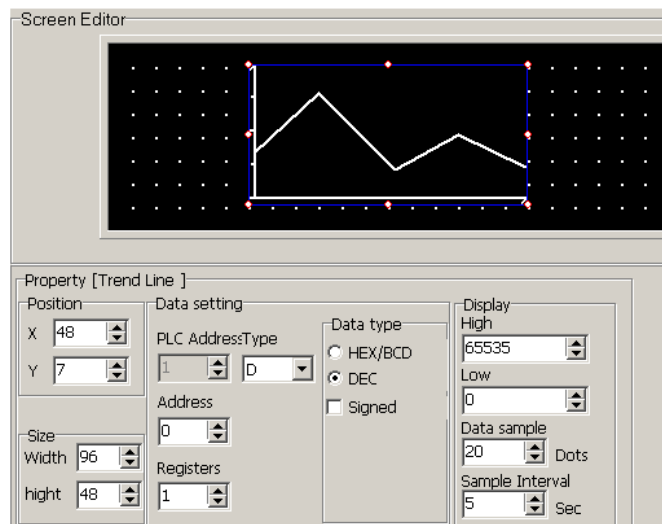 Screen Editor
Property [Trend Line ]
Position
X 48
Y 7
Size
Width 96
hight 48
Data setting
PLC Address Type
1 D
Address
0
Registers
1
Data type
HEX/BCD
DEC
Signed
Display
High
65535
Low
0
Data sample
20 Dots
Sample Interval
5 Sec